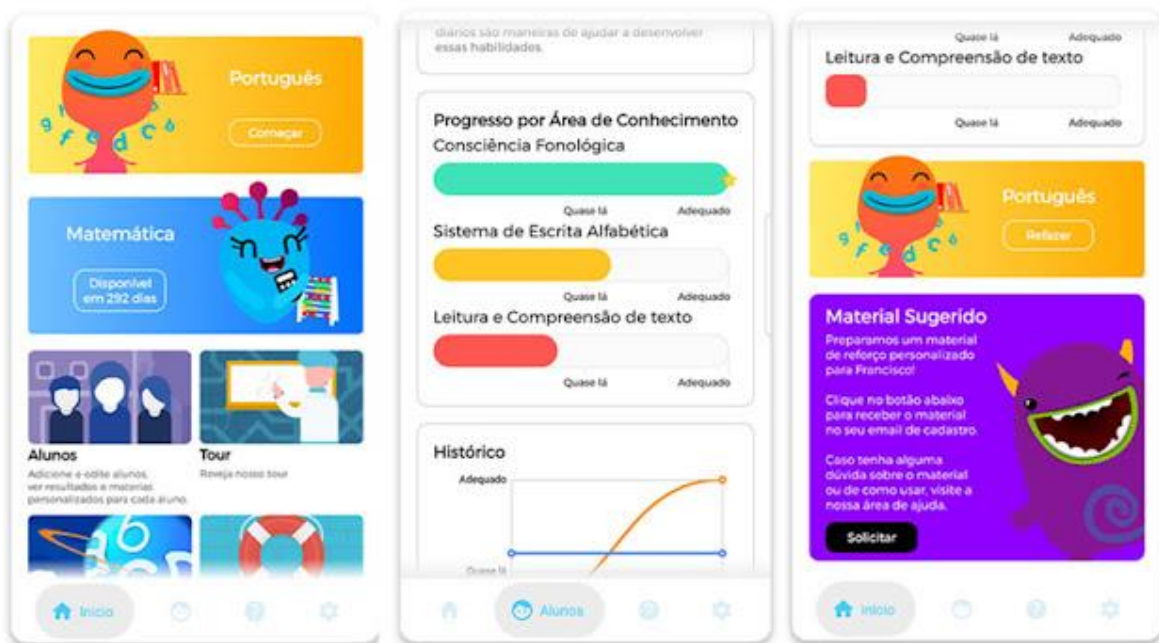 Português
Começar
Matemática
Disponível
em 292 dias
Alunos
Adicione e edite alunos,
ver resultados e materias
personalizados para cada aluno.
Tour
Reveja nosso tour
Início
diários são maneiras de ajudar a desenvolver
essas habilidades.
Progresso por Área de Conhecimento
Consciência Fonológica
Quase lá Adequado
Sistema de Escrita Alfabética
Quase lá Adequado
Leitura e Compreensão de texto
Quase lá Adequado
Histórico
Adequado
Quase lá
Alunos
Quase lá Adequado
Leitura e Compreensão de texto
Quase lá Adequado
Português
Refazer
Material Sugerido
Preparamos um material
de reforço personalizado
para Francisco!
Clique no botão abaixo
para receber o material
no seu email de cadastro.
Caso tenha alguma
dúvida sobre o material
ou de como usar, visite a
nossa área de ajuda.
Solicitar
Início